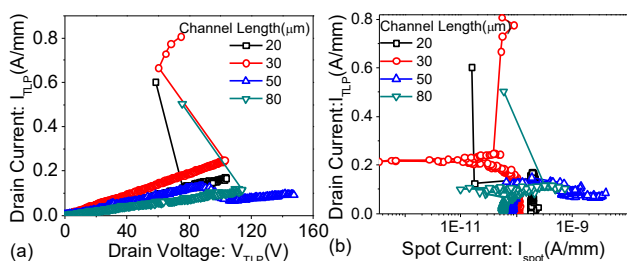 Channel Length(μm)
20
30
50
80
0.8
0.6
0.4
0.2
0.0
0 40 80 120 160
Drain Current: I_TLP(A/mm)
(a) Drain Voltage: V_TLP(V)
Channel Length(μm)
20
30
50
80
0.8
0.6
0.4
0.2
0.0
1E-11 1E-9
Drain Current:I_TLP(A/mm)
(b) Spot Current: I_spot(A/mm)